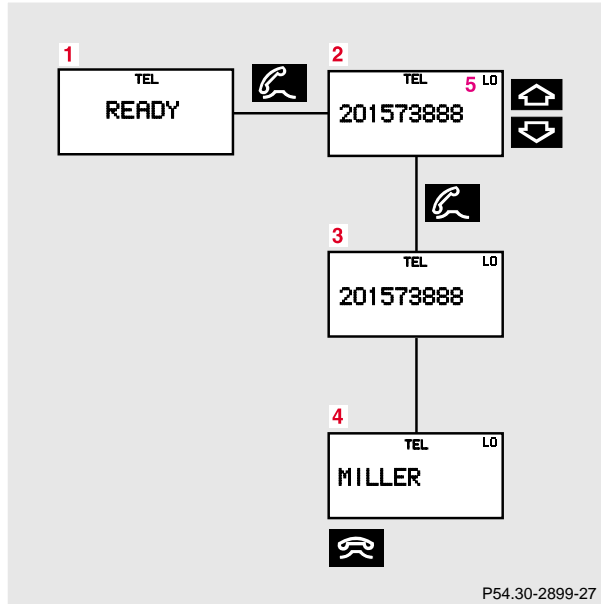 1
TEL
READY
2
TEL 5 LO
201573888
3
TEL LO
201573888
4
TEL LO
MILLER
P54.30-2899-27